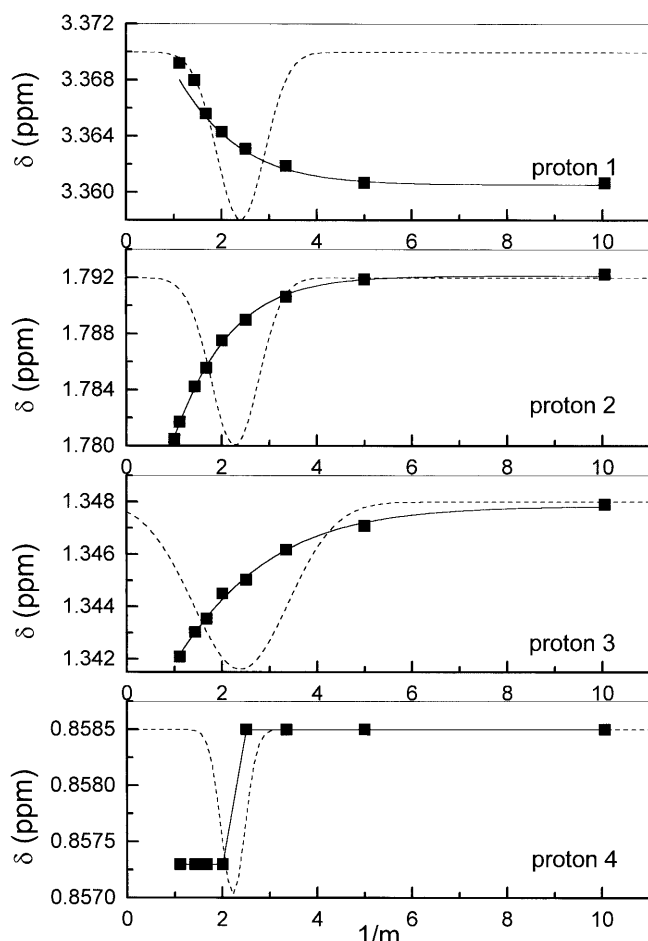 3.372
3.368
3.364
3.360
δ (ppm)
proton 1
0 2 4 6 8 10
1.792
1.788
1.784
1.780
δ (ppm)
proton 2
0 2 4 6 8 10
1.348
1.346
1.344
1.342
δ (ppm)
proton 3
0 2 4 6 8 10
0.8585
0.8580
0.8575
0.8570
δ (ppm)
proton 4
0 2 4 6 8 10
1/m